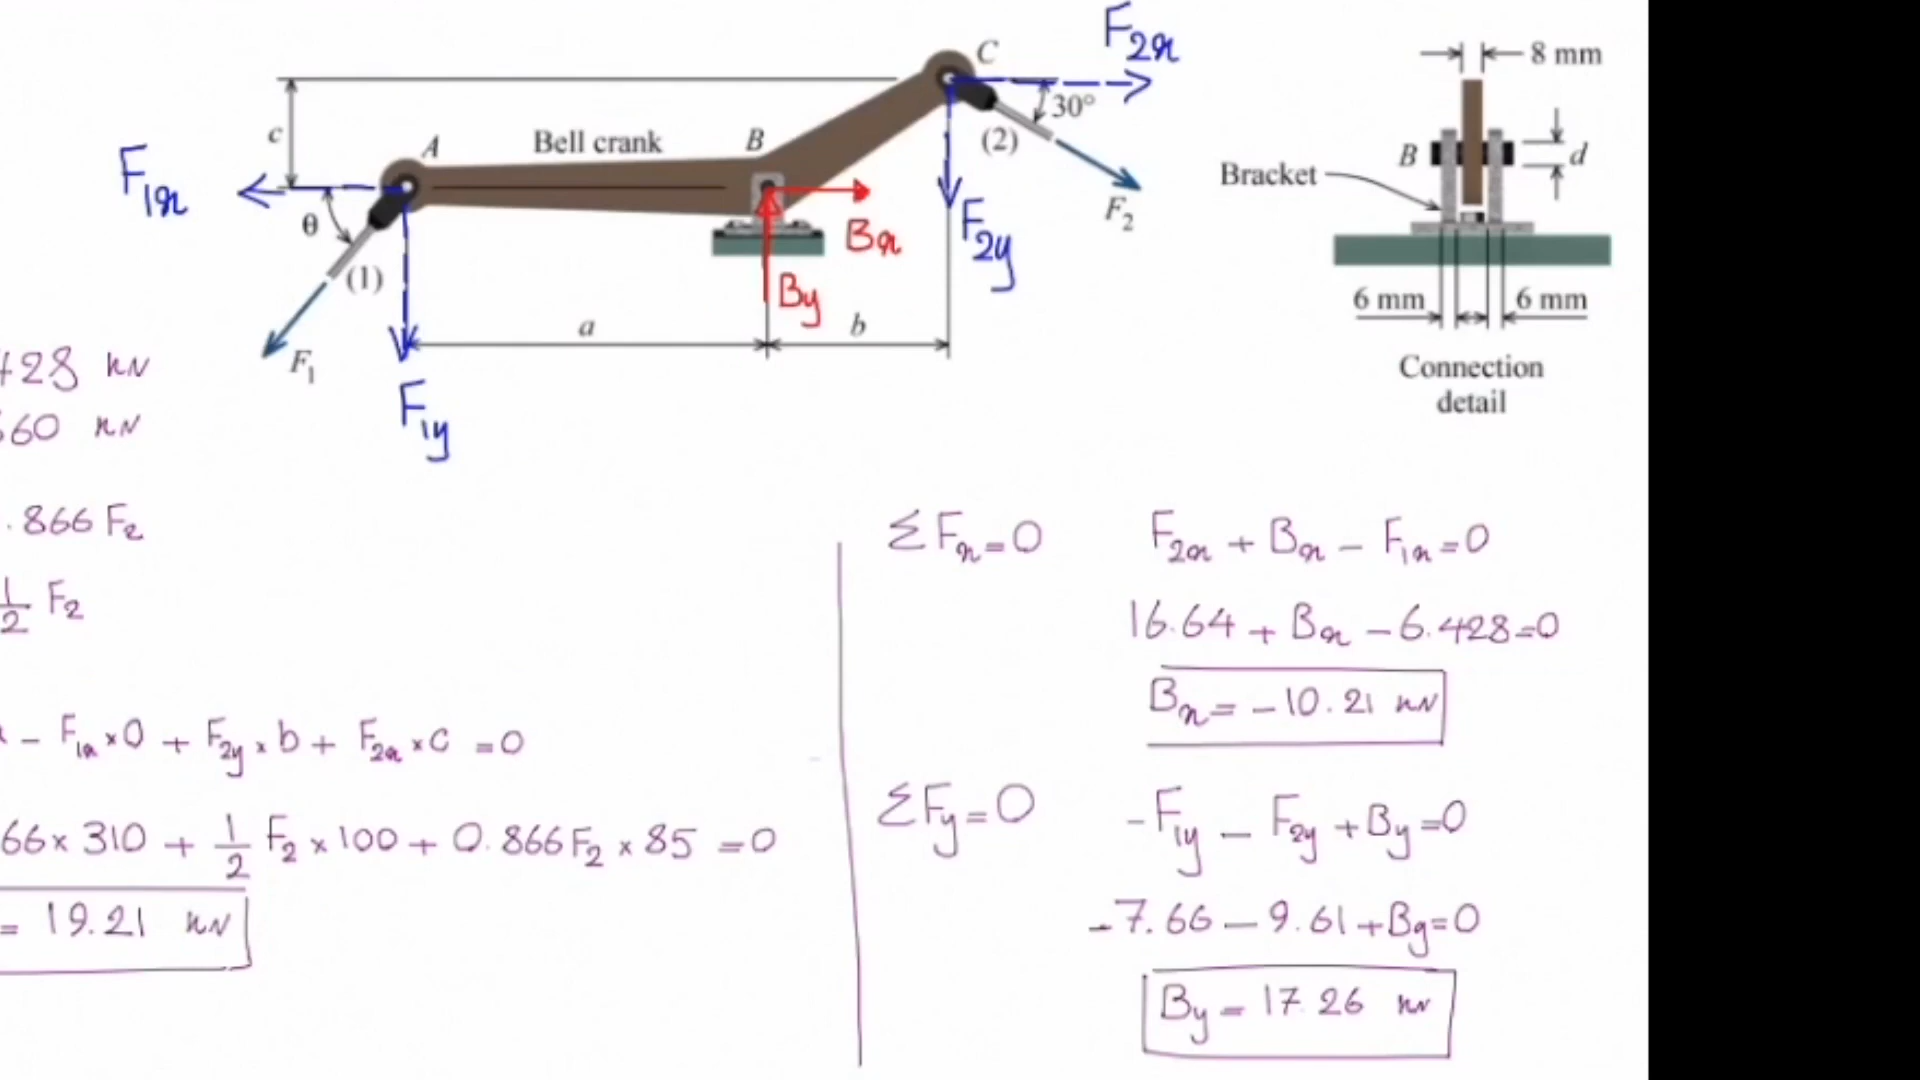 F2x
C
8 mm
30°
c
A
Bell crank
B
(2)
B
d
F1x
Bracket
θ
F2
F2y
Bx
(1)
By
6 mm
6 mm
a
b
F1
Connection
detail
428 kN
F1y
660 kN
.866 F2
ΣFx=0
F2x + Bx - F1x=0
1/2 F2
16.64 + Bx - 6.428=0
Bx= -10.21 kN
- F1x×0 + F2y×b + F2x×c =0
ΣFy=0
-F1y - F2y +By=0
66×310 + 1/2 F2×100 + 0.866F2 × 85 =0
-7.66 - 9.61 +By=0
= 19.21 kN
By = 17.26 kN